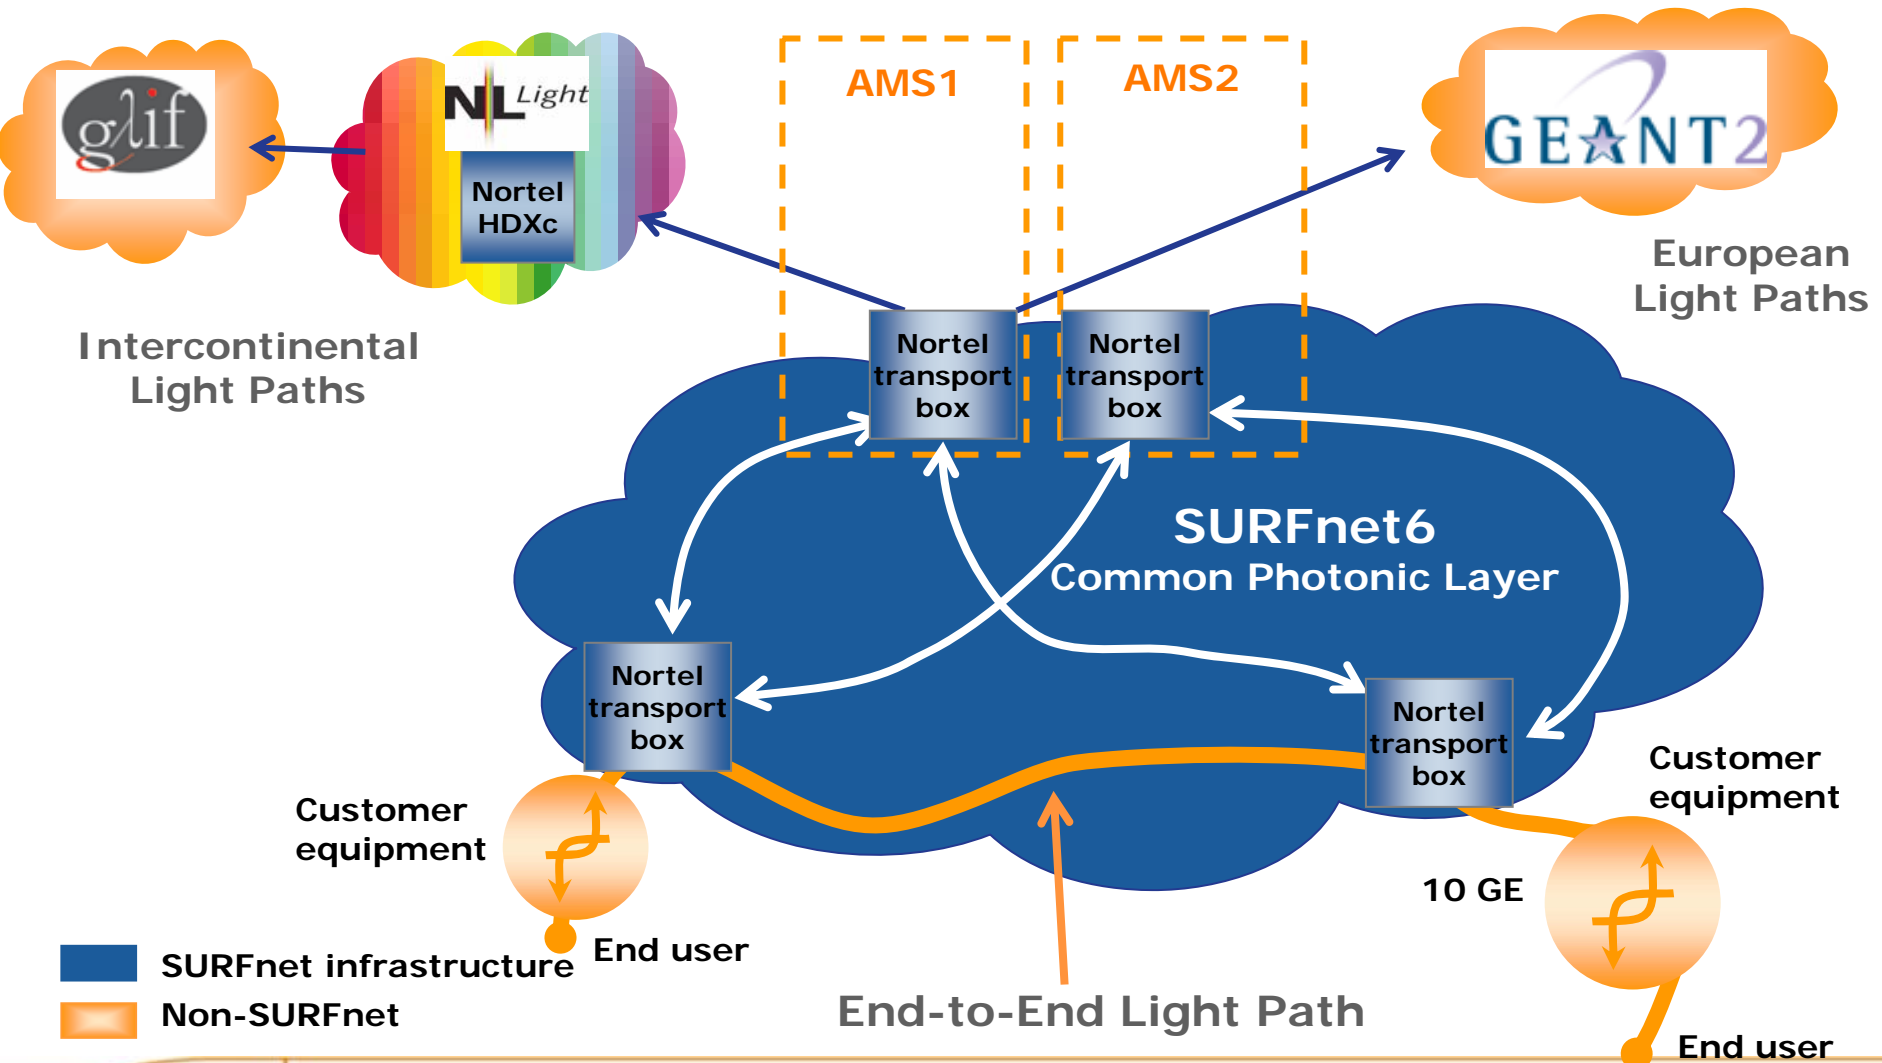 gλif
NL Light
Nortel
HDXc
AMS1
AMS2
GEANT2
European
Light Paths
Intercontinental
Light Paths
Nortel
transport
box
Nortel
transport
box
SURFnet6
Common Photonic Layer
Nortel
transport
box
Nortel
transport
box
Customer
equipment
Customer
equipment
10 GE
End user
SURFnet infrastructure
Non-SURFnet
End-to-End Light Path
End user